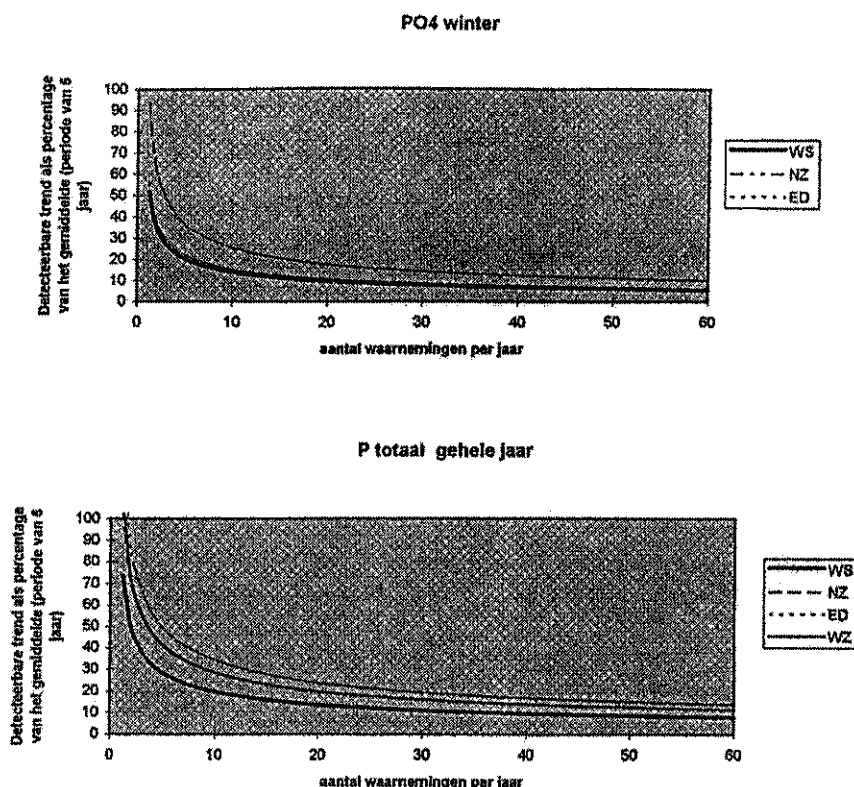 PO4 winter
Detecteerbare trend als percentage
van het gemiddelde (periode van 5
jaar)
100
90
80
70
60
50
40
30
20
10
0
0 10 20 30 40 50 60
aantal waarnemingen per jaar
WS
NZ
ED
P totaal gehele jaar
Detecteerbare trend als percentage
van het gemiddelde (periode van 5
jaar)
100
90
80
70
60
50
40
30
20
10
0
0 10 20 30 40 50 60
aantal waarnemingen per jaar
WS
NZ
ED
WZ